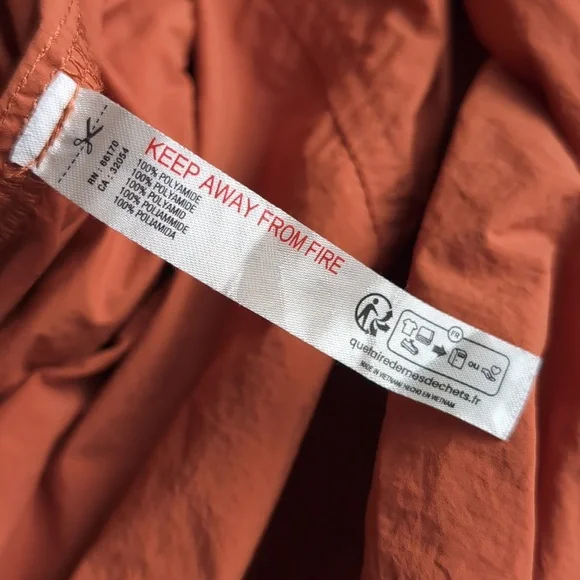 RN : 66170
CA : 32054
KEEP AWAY FROM FIRE
100% POLYAMIDE
100% POLYAMIDE
100% POLYAMID
100% POLIAMMIDE
100% POLIAMIDA
FR
ou
quefairedemesdechets.fr
MADE IN VIETNAM/ HECHO EN VIETNAM